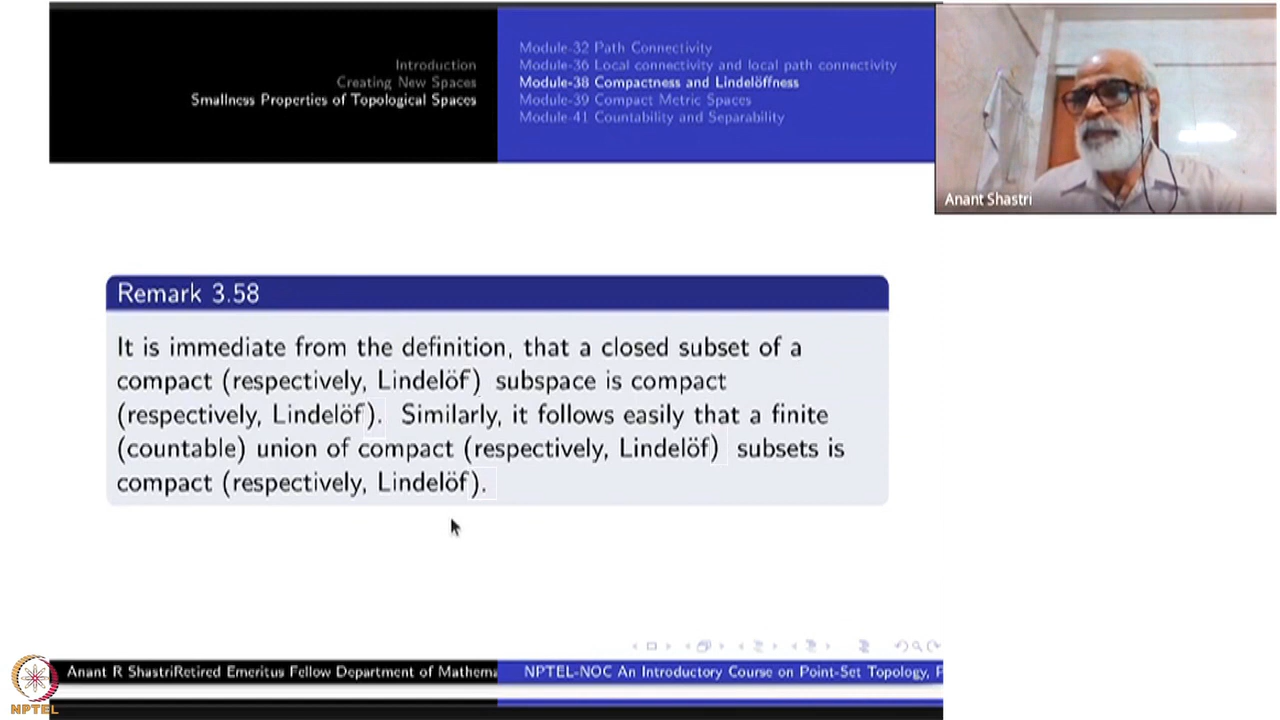 Introduction
Creating New Spaces
Smallness Properties of Topological Spaces
Module-32 Path Connectivity
Module-36 Local connectivity and local path connectivity
Module-38 Compactness and Lindelöffness
Module-39 Compact Metric Spaces
Module-41 Countability and Separability
Anant Shastri
Remark 3.58
It is immediate from the definition, that a closed subset of a
compact (respectively, Lindelöf) subspace is compact
(respectively, Lindelöf). Similarly, it follows easily that a finite
(countable) union of compact (respectively, Lindelöf) subsets is
compact (respectively, Lindelöf).
Anant R ShastriRetired Emeritus Fellow Department of Mathema
NPTEL-NOC An Introductory Course on Point-Set Topology, P
NPTEL